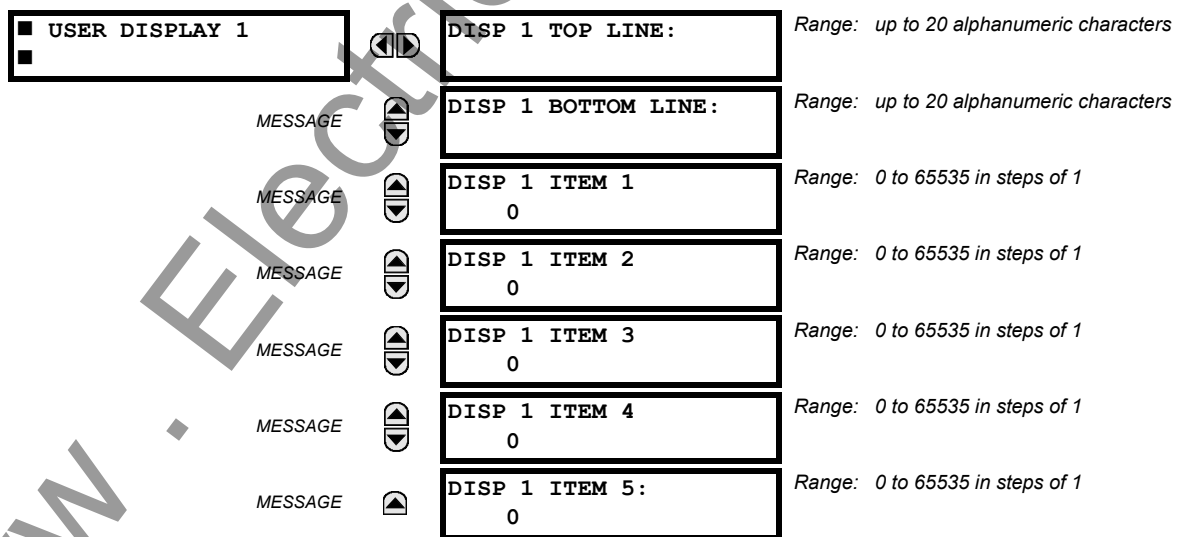 ■ USER DISPLAY 1
■
DISP 1 TOP LINE:
Range: up to 20 alphanumeric characters
MESSAGE
DISP 1 BOTTOM LINE:
Range: up to 20 alphanumeric characters
MESSAGE
DISP 1 ITEM 1
0
Range: 0 to 65535 in steps of 1
MESSAGE
DISP 1 ITEM 2
0
Range: 0 to 65535 in steps of 1
MESSAGE
DISP 1 ITEM 3
0
Range: 0 to 65535 in steps of 1
MESSAGE
DISP 1 ITEM 4
0
Range: 0 to 65535 in steps of 1
MESSAGE
DISP 1 ITEM 5:
0
Range: 0 to 65535 in steps of 1
w . Electri